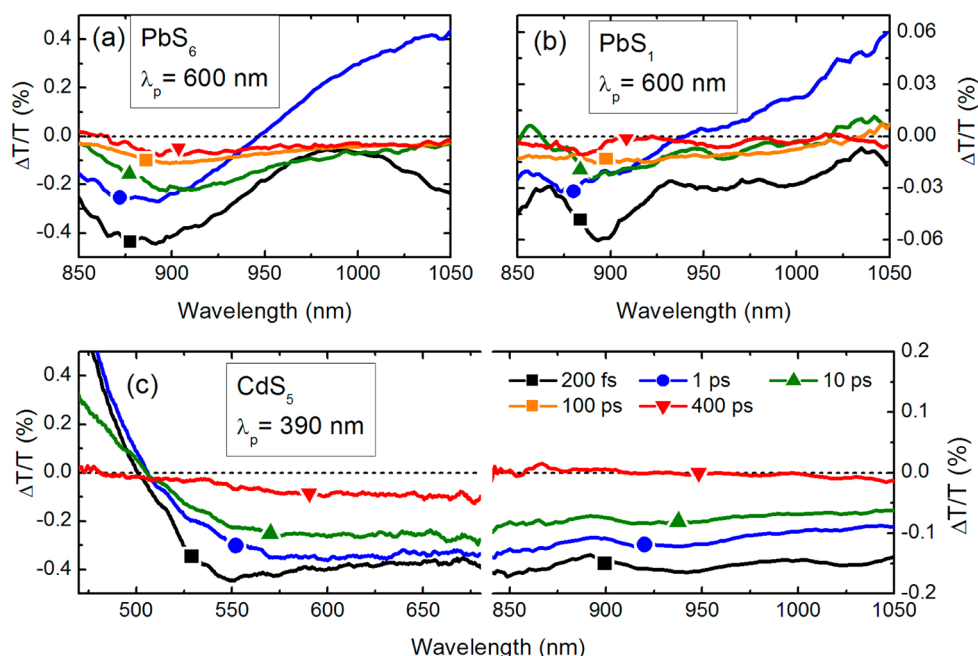 (a) PbS6 λp = 600 nm
0.4
0.2
0.0
-0.2
-0.4
ΔT/T (%)
850 900 950 1000 1050
Wavelength (nm)
(b) PbS1 λp = 600 nm
0.06
0.03
0.00
-0.03
-0.06
ΔT/T (%)
850 900 950 1000 1050
Wavelength (nm)
(c) CdS5 λp = 390 nm
0.4
0.2
0.0
-0.2
-0.4
ΔT/T (%)
500 550 600 650
200 fs 1 ps 10 ps
100 ps 400 ps
0.2
0.1
0.0
-0.1
-0.2
ΔT/T (%)
850 900 950 1000 1050
Wavelength (nm)